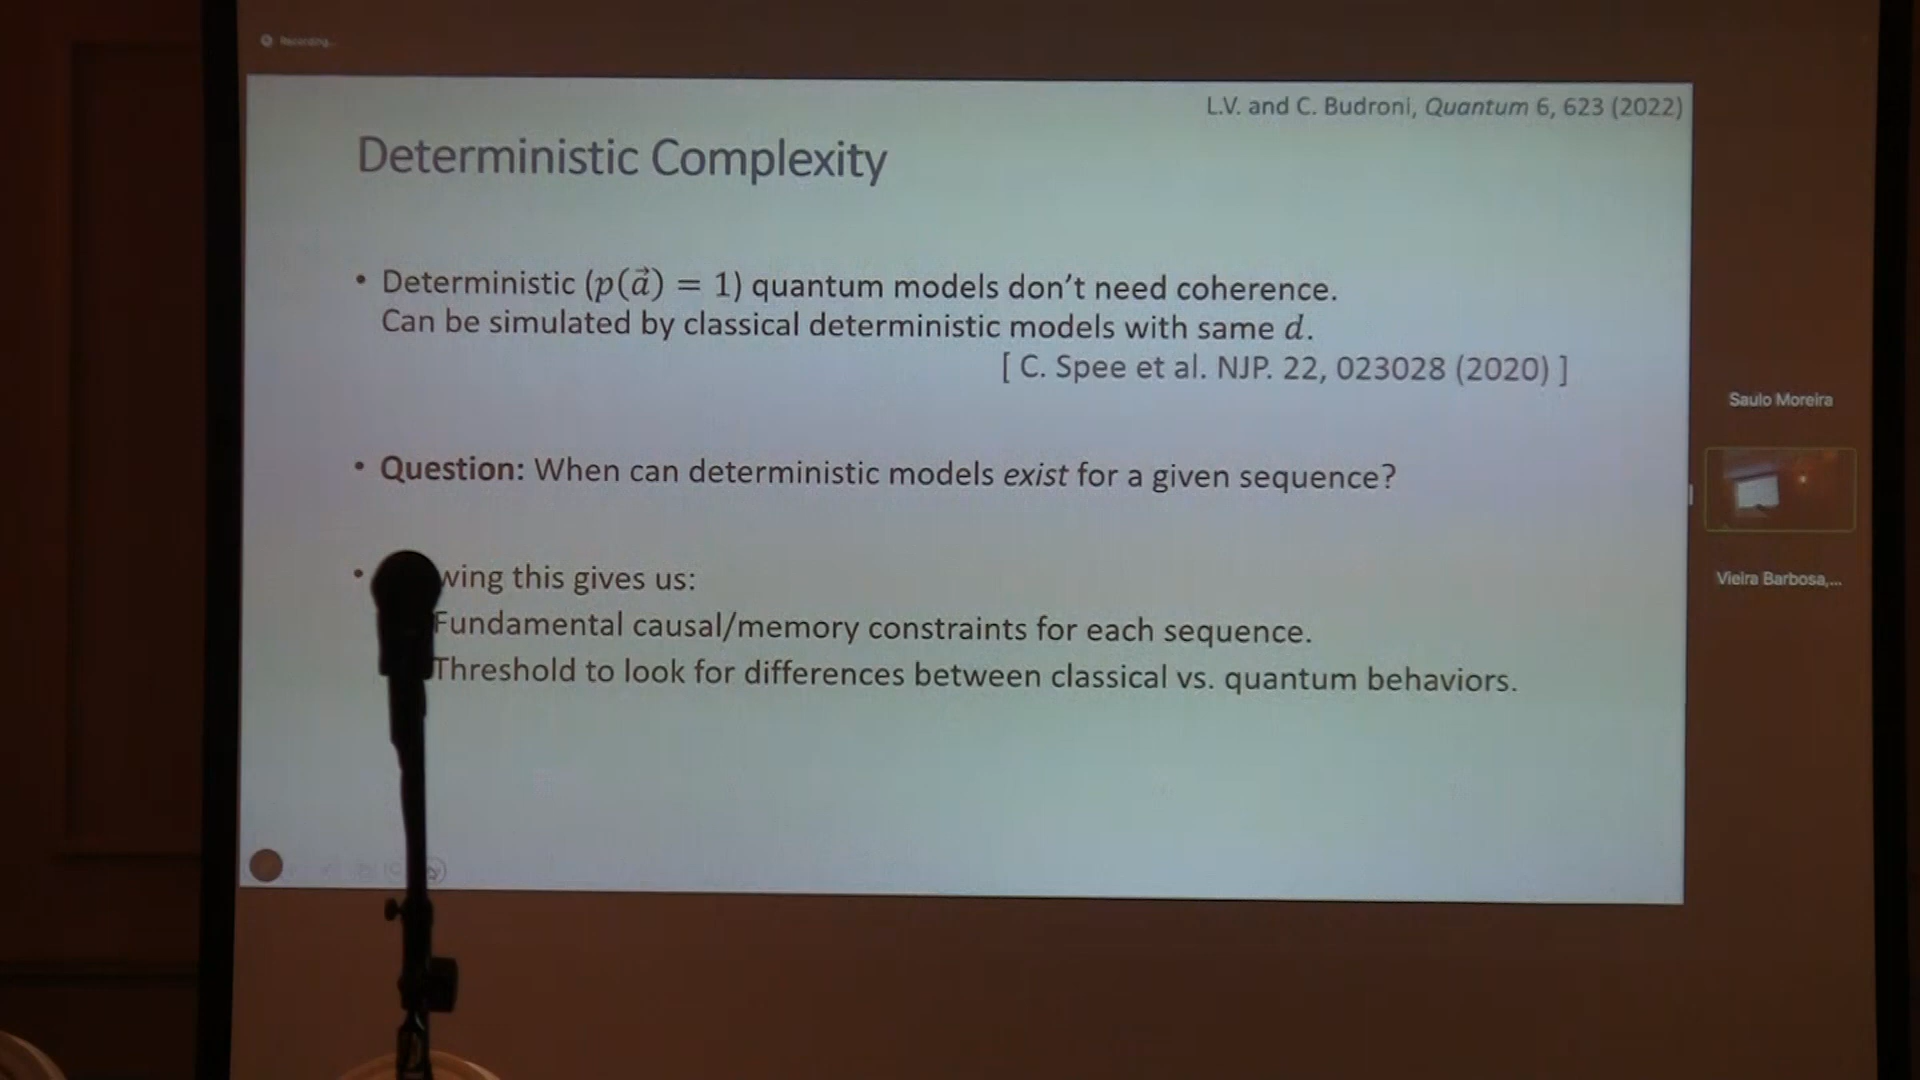 Recording...
L.V. and C. Budroni, Quantum 6, 623 (2022)
Deterministic Complexity
• Deterministic (p(a⃗) = 1) quantum models don't need coherence.
Can be simulated by classical deterministic models with same d.
[ C. Spee et al. NJP. 22, 023028 (2020) ]
• Question: When can deterministic models exist for a given sequence?
• wing this gives us:
Fundamental causal/memory constraints for each sequence.
Threshold to look for differences between classical vs. quantum behaviors.
Saulo Moreira
Vieira Barbosa,...